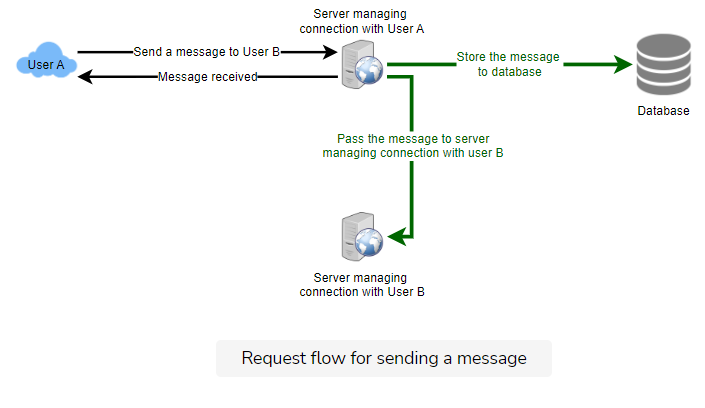 Server managing
connection with User A
User A
Send a message to User B
Message received
Store the message
to database
Database
Pass the message to server
managing connection with user B
Server managing
connection with User B
Request flow for sending a message